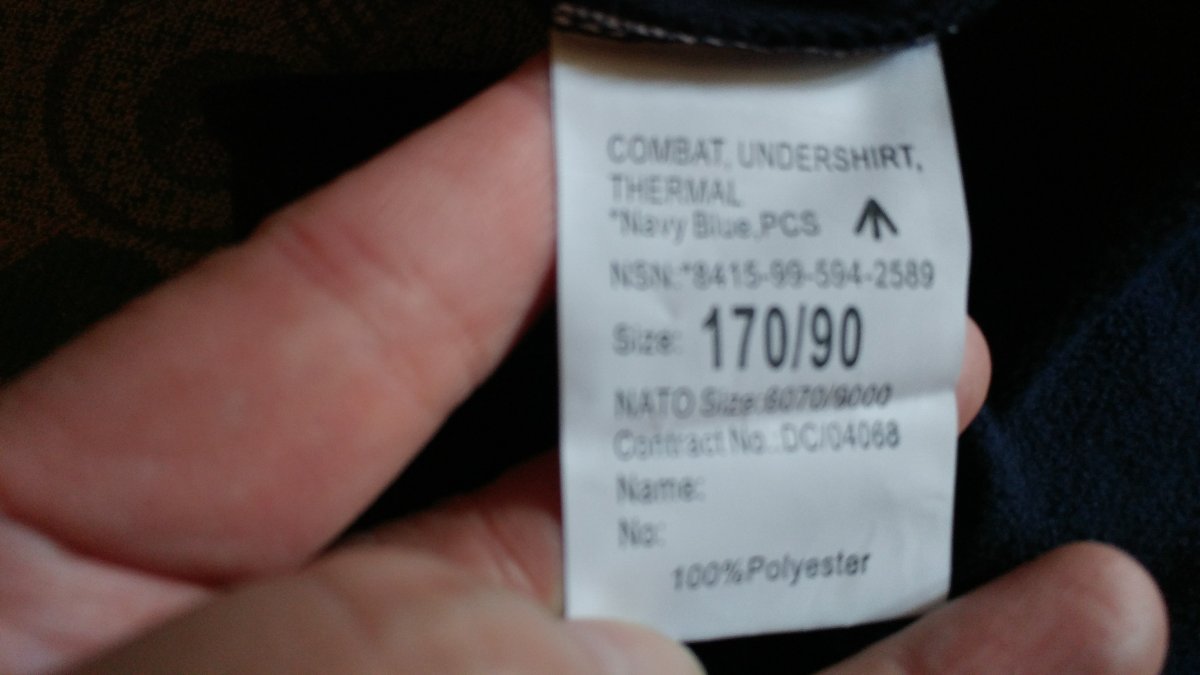 COMBAT, UNDERSHIRT,
THERMAL
*Navy Blue,PCS
NSN:*8415-99-594-2589
Size: 170/90
NATO Size:6070/9000
Contract No.:DC/04068
Name:
No:
100%Polyester